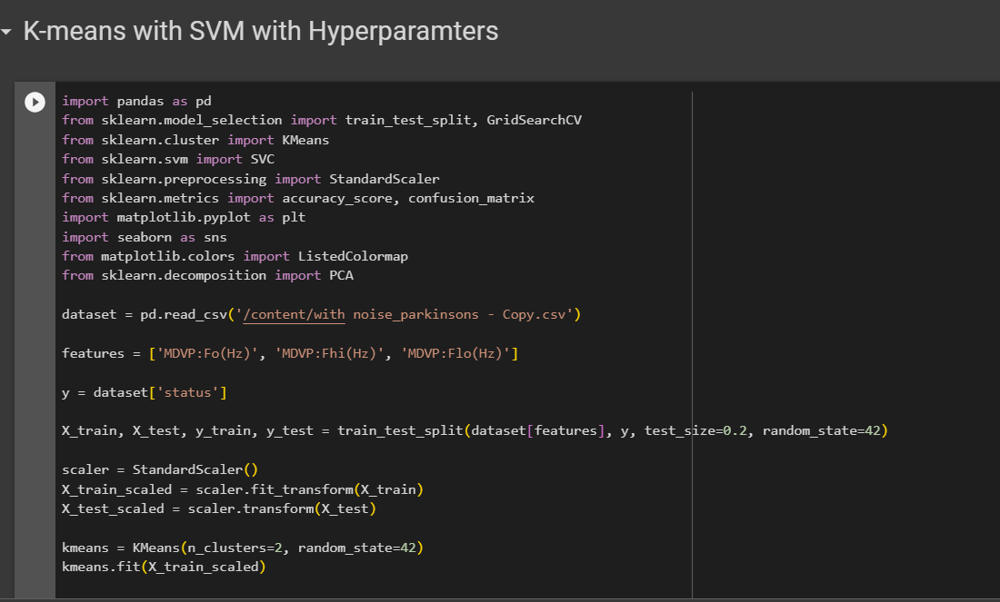 K-means with SVM with Hyperparamters
import pandas as pd
from sklearn.model_selection import train_test_split, GridSearchCV
from sklearn.cluster import KMeans
from sklearn.svm import SVC
from sklearn.preprocessing import StandardScaler
from sklearn.metrics import accuracy_score, confusion_matrix
import matplotlib.pyplot as plt
import seaborn as sns
from matplotlib.colors import ListedColormap
from sklearn.decomposition import PCA
dataset = pd.read_csv('/content/with noise_parkinsons - Copy.csv')
features = ['MDVP:Fo(Hz)', 'MDVP:Fhi(Hz)', 'MDVP:Flo(Hz)']
y = dataset['status']
X_train, X_test, y_train, y_test = train_test_split(dataset[features], y, test_size=0.2, random_state=42)
scaler = StandardScaler()
X_train_scaled = scaler.fit_transform(X_train)
X_test_scaled = scaler.transform(X_test)
kmeans = KMeans(n_clusters=2, random_state=42)
kmeans.fit(X_train_scaled)